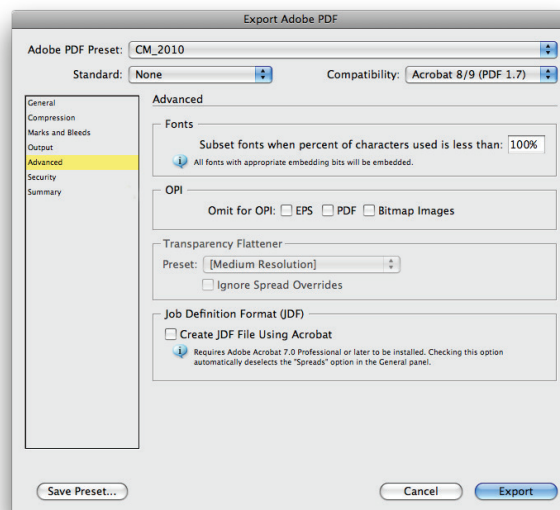 Export Adobe PDF
Adobe PDF Preset: CM_2010
Standard: None Compatibility: Acrobat 8/9 (PDF 1.7)
General
Compression
Marks and Bleeds
Output
Advanced
Security
Summary
Advanced
Fonts
Subset fonts when percent of characters used is less than: 100%
All fonts with appropriate embedding bits will be embedded.
OPI
Omit for OPI: EPS PDF Bitmap Images
Transparency Flattener
Preset: [Medium Resolution]
Ignore Spread Overrides
Job Definition Format (JDF)
Create JDF File Using Acrobat
Requires Adobe Acrobat 7.0 Professional or later to be installed. Checking this option
automatically deselects the "Spreads" option in the General panel.
Save Preset... Cancel Export